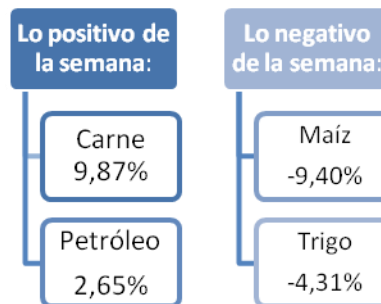 Lo positivo de
la semana:
Carne
9,87%
Petróleo
2,65%
Lo negativo
de la semana:
Maíz
-9,40%
Trigo
-4,31%